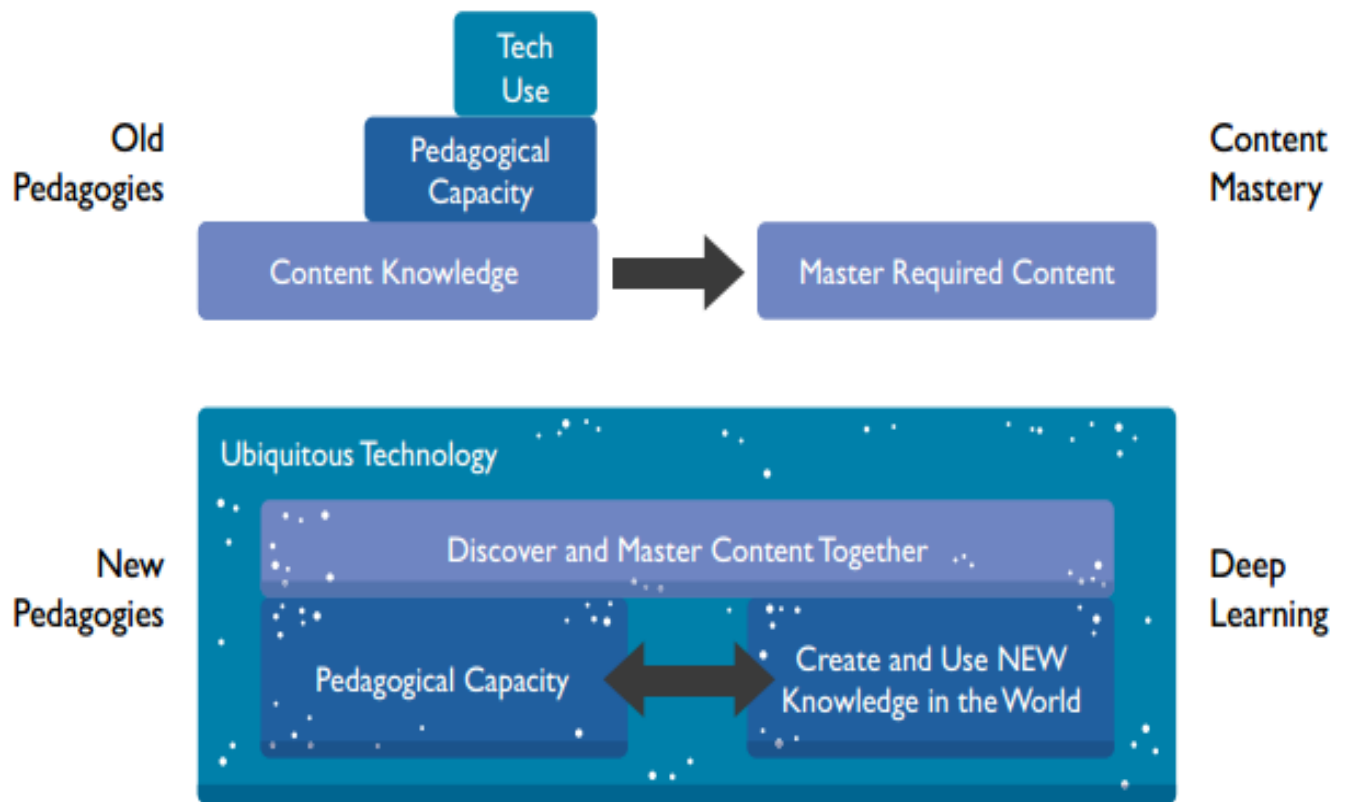 Tech
Use
Old
Pedagogies
Pedagogical
Capacity
Content
Mastery
Content Knowledge
Master Required Content
Ubiquitous Technology
Discover and Master Content Together
New
Pedagogies
Deep
Learning
Pedagogical Capacity
Create and Use NEW
Knowledge in the World